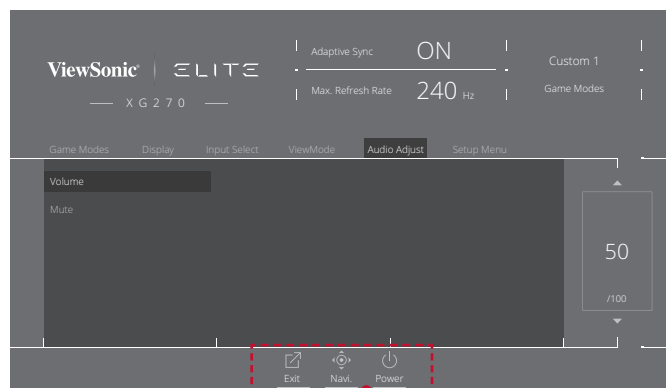 ViewSonic® ELITE
XG270
Adaptive Sync ON
Max. Refresh Rate 240 Hz
Custom 1
Game Modes
Game Modes Display Input Select ViewMode Audio Adjust Setup Menu
Volume
Mute
50
/100
Exit Navi. Power